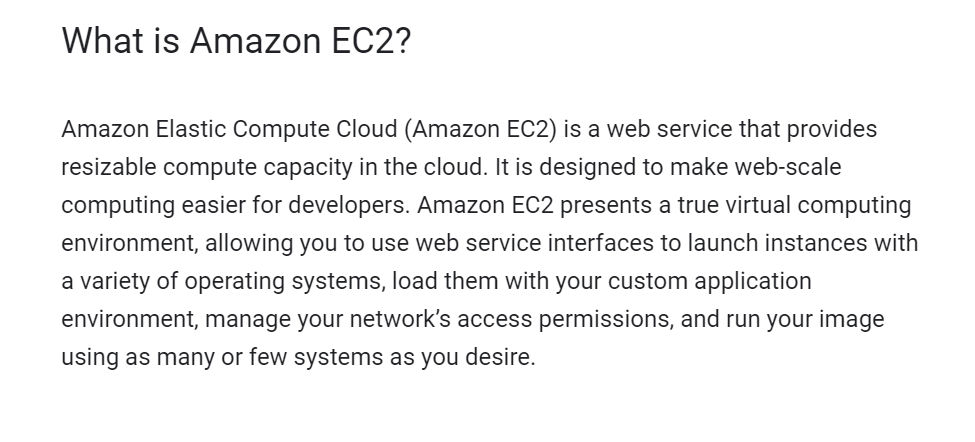 What is Amazon EC2?
Amazon Elastic Compute Cloud (Amazon EC2) is a web service that provides
resizable compute capacity in the cloud. It is designed to make web-scale
computing easier for developers. Amazon EC2 presents a true virtual computing
environment, allowing you to use web service interfaces to launch instances with
a variety of operating systems, load them with your custom application
environment, manage your network’s access permissions, and run your image
using as many or few systems as you desire.